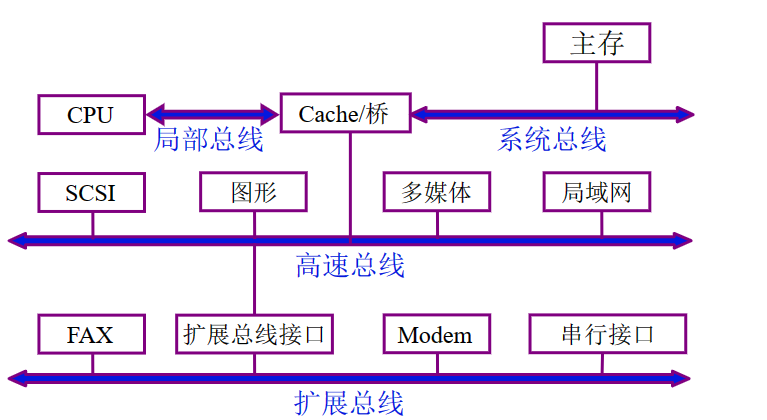 主存
CPU
Cache/桥
局部总线
系统总线
SCSI
图形
多媒体
局域网
高速总线
FAX
扩展总线接口
Modem
串行接口
扩展总线